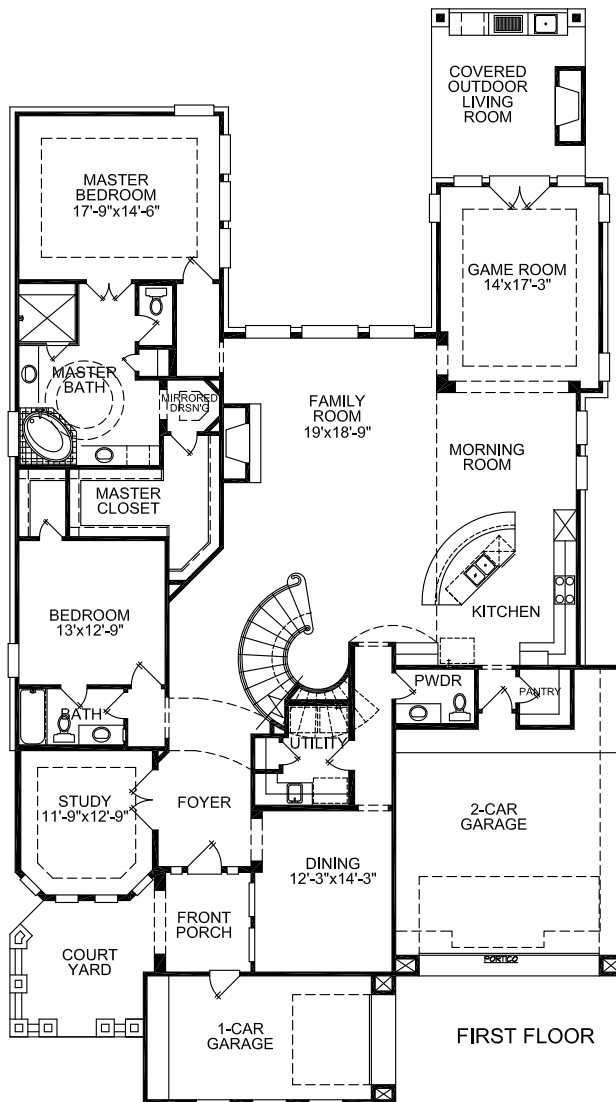 COVERED
OUTDOOR
LIVING
ROOM
MASTER
BEDROOM
17'-9"x14'-6"
GAME ROOM
14'x17'-3"
MASTER
BATH
MIRRORED
DRSN'G
FAMILY
ROOM
19'x18'-9"
MORNING
ROOM
MASTER
CLOSET
BEDROOM
13'x12'-9"
KITCHEN
BATH
PWDR
PANTRY
UTILITY
STUDY
11'-9"x12'-9"
FOYER
2-CAR
GARAGE
DINING
12'-3"x14'-3"
FRONT
PORCH
COURT
YARD
PORTICO
1-CAR
GARAGE
FIRST FLOOR